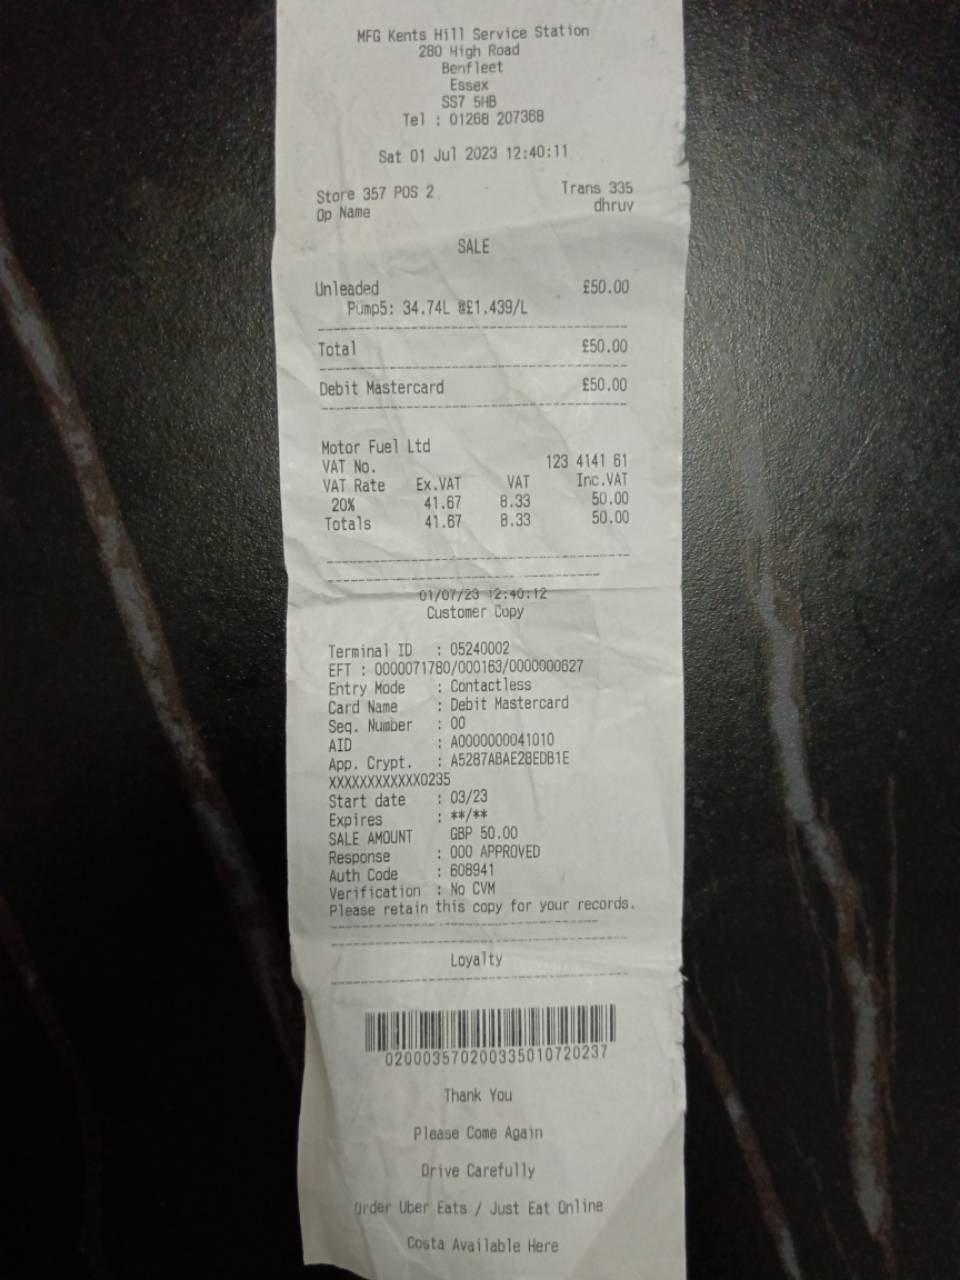 MFG Kents Hill Service Station
280 High Road
Benfleet
Essex
SS7 5HB
Tel : 01268 207368
Sat 01 Jul 2023 12:40:11
Store 357 POS 2 Trans 335
Op Name dhruv
SALE
Unleaded £50.00
Pump5: 34.74L @£1.439/L
Total £50.00
Debit Mastercard £50.00
Motor Fuel Ltd
VAT No. 123 4141 61
VAT Rate Ex.VAT VAT Inc.VAT
20% 41.67 8.33 50.00
Totals 41.67 8.33 50.00
01/07/23 12:40:12
Customer Copy
Terminal ID : 05240002
EFT : 0000071780/000163/0000000627
Entry Mode : Contactless
Card Name : Debit Mastercard
Seq. Number : 00
AID : A0000000041010
App. Crypt. : A5287ABAE28EDB1E
XXXXXXXXXXXX0235
Start date : 03/23
Expires : **/**
SALE AMOUNT GBP 50.00
Response : 000 APPROVED
Auth Code : 608941
Verification : No CVM
Please retain this copy for your records.
Loyalty
020003570200335010720237
Thank You
Please Come Again
Drive Carefully
Order Uber Eats / Just Eat Online
Costa Available Here